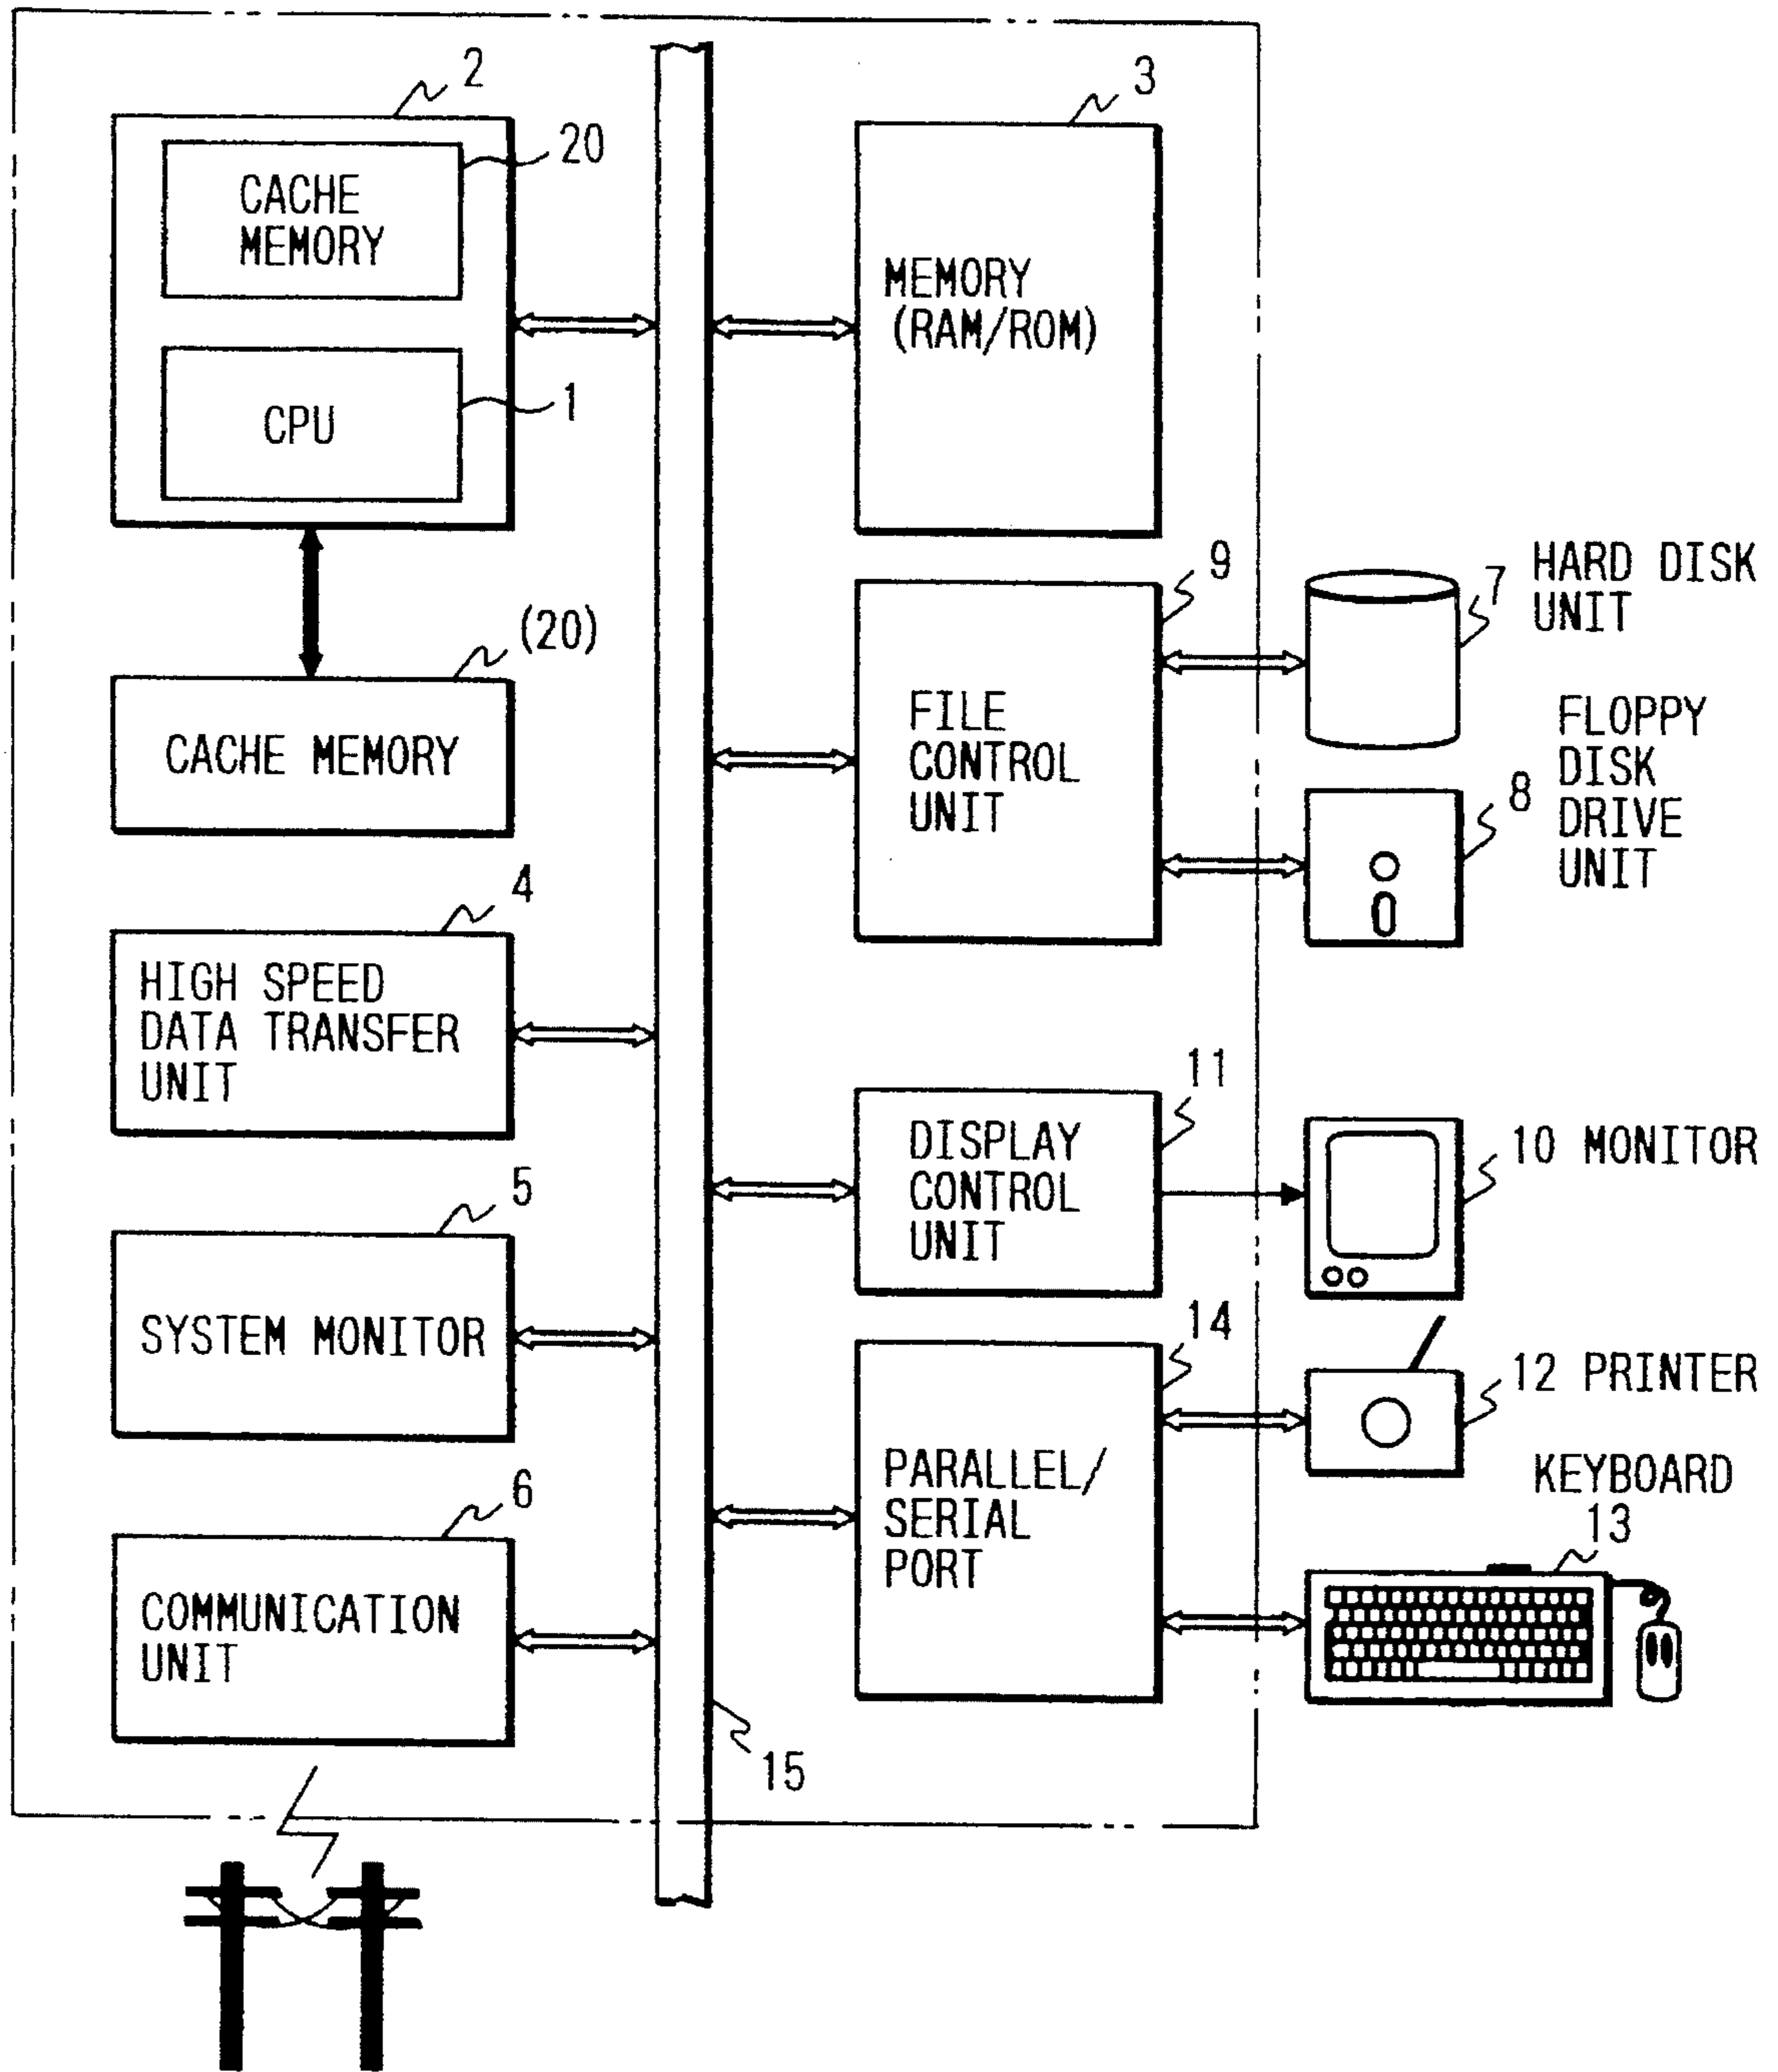 2
20
CACHE
MEMORY
CPU
1
3
MEMORY
(RAM/ROM)
(20)
CACHE MEMORY
9
FILE
CONTROL
UNIT
7
HARD DISK
UNIT
8
FLOPPY
DISK
DRIVE
UNIT
4
HIGH SPEED
DATA TRANSFER
UNIT
11
DISPLAY
CONTROL
UNIT
10 MONITOR
5
SYSTEM MONITOR
14
PARALLEL/
SERIAL
PORT
12 PRINTER
KEYBOARD
13
6
COMMUNICATION
UNIT
15